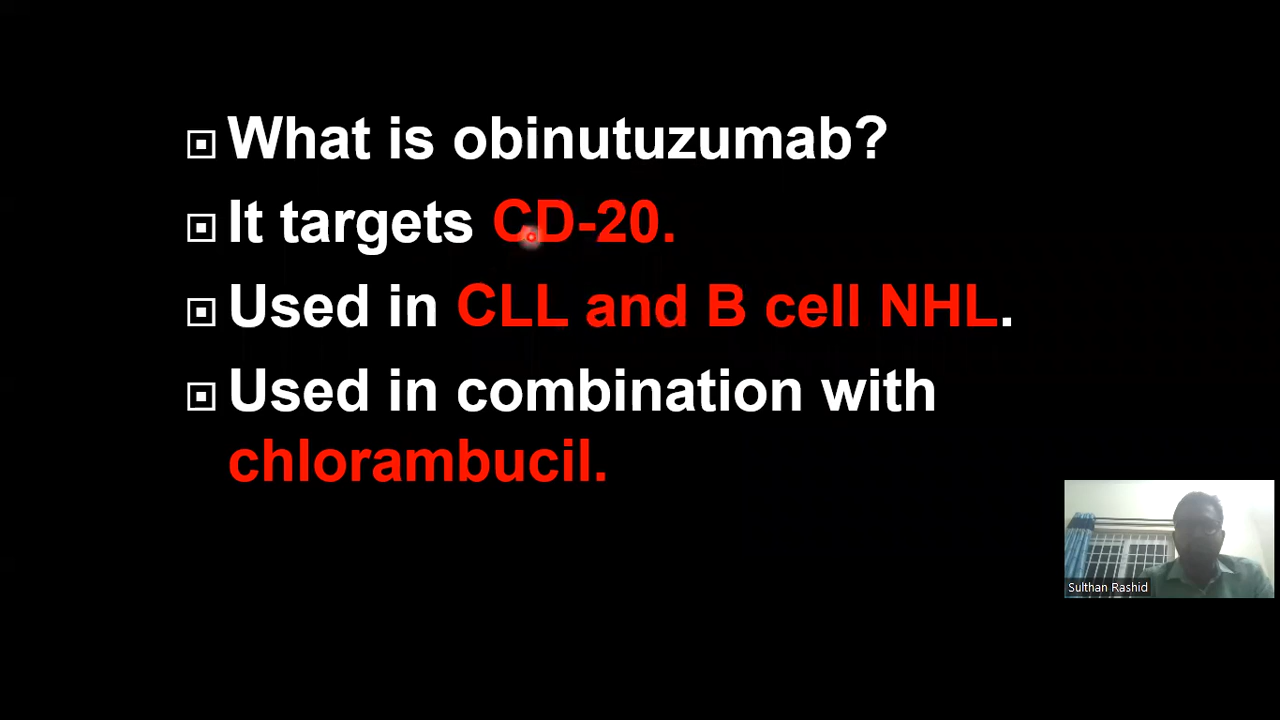 What is obinutuzumab?
It targets CD-20.
Used in CLL and B cell NHL.
Used in combination with
chlorambucil.
Sulthan Rashid